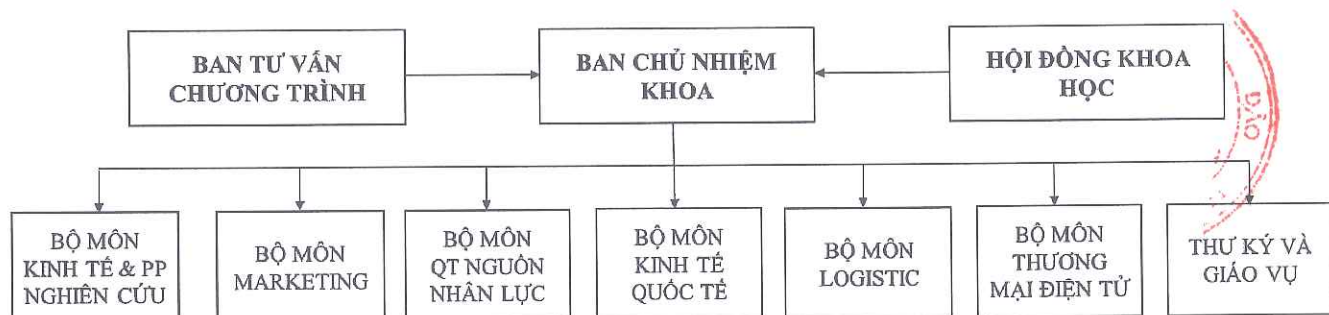 BAN TƯ VẤN
CHƯƠNG TRÌNH
BAN CHỦ NHIỆM
KHOA
HỘI ĐỒNG KHOA
HỌC
ĐÀO
BỘ MÔN
KINH TẾ & PP
NGHIÊN CỨU
BỘ MÔN
MARKETING
BỘ MÔN
QT NGUỒN
NHÂN LỰC
BỘ MÔN
KINH TẾ
QUỐC TẾ
BỘ MÔN
LOGISTIC
BỘ MÔN
THƯƠNG
MẠI ĐIỆN TỬ
THƯ KÝ VÀ
GIÁO VỤ